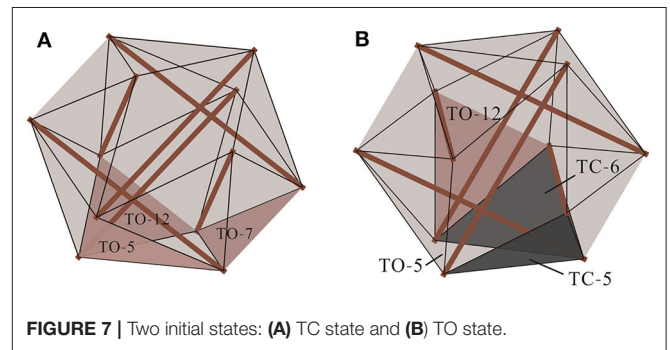 A
B
TO-12
TO-5
TO-7
TO-12
TC-6
TO-5
TC-5
FIGURE 7 | Two initial states: (A) TC state and (B) TO state.